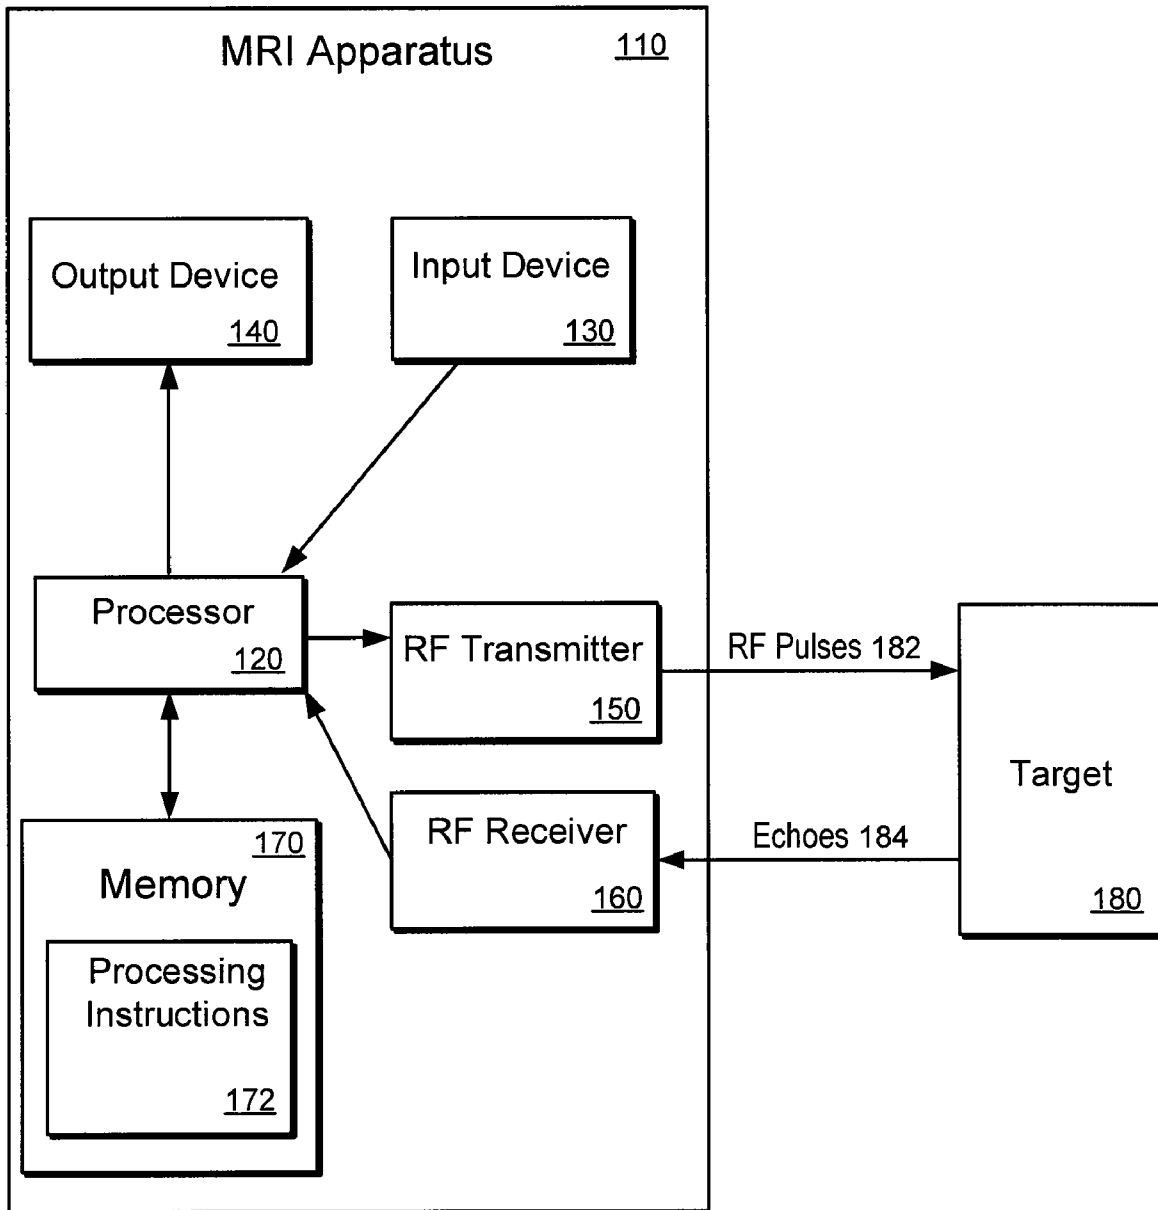 MRI Apparatus 110
Output Device
140
Input Device
130
Processor
120
RF Transmitter
150
RF Pulses 182
Target
180
RF Receiver
160
Echoes 184
170
Memory
Processing
Instructions
172